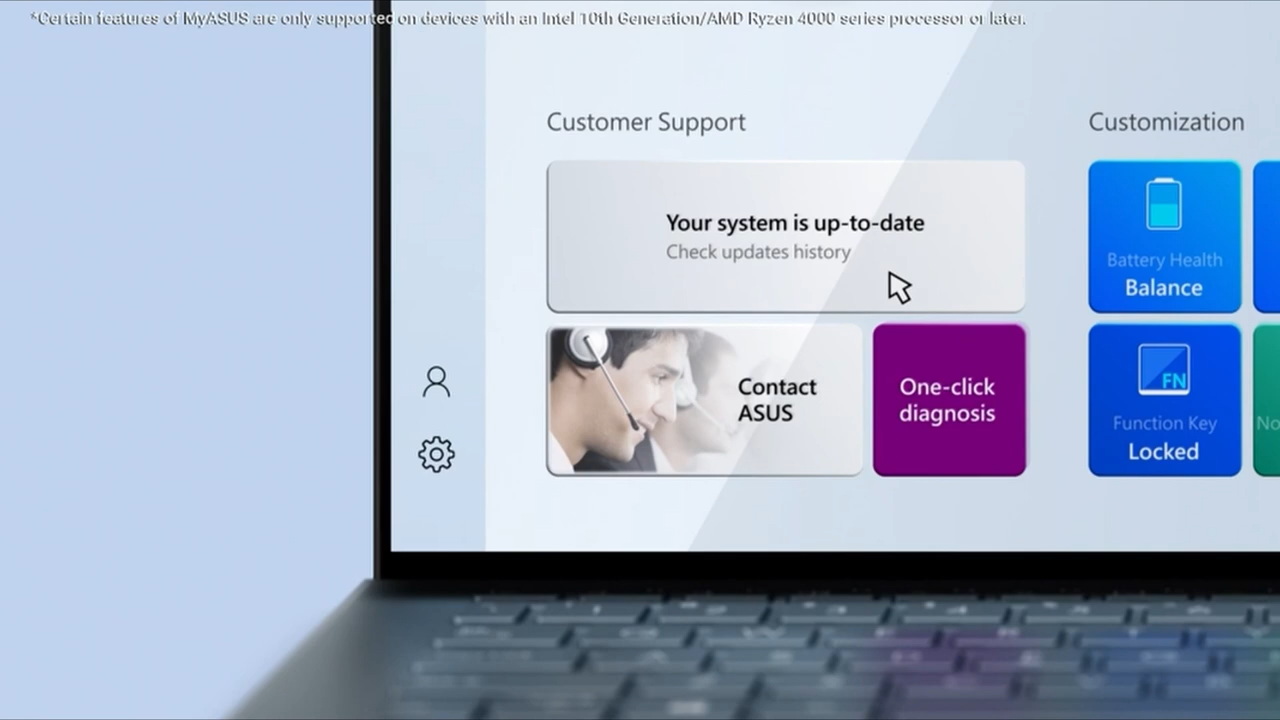 *Certain features of MyASUS are only supported on devices with an Intel 10th Generation/AMD Ryzen 4000 series processor or later.
Customer Support
Customization
Your system is up-to-date
Check updates history
Battery Health
Balance
Contact
ASUS
One-click
diagnosis
FN
Function Key
Locked
No